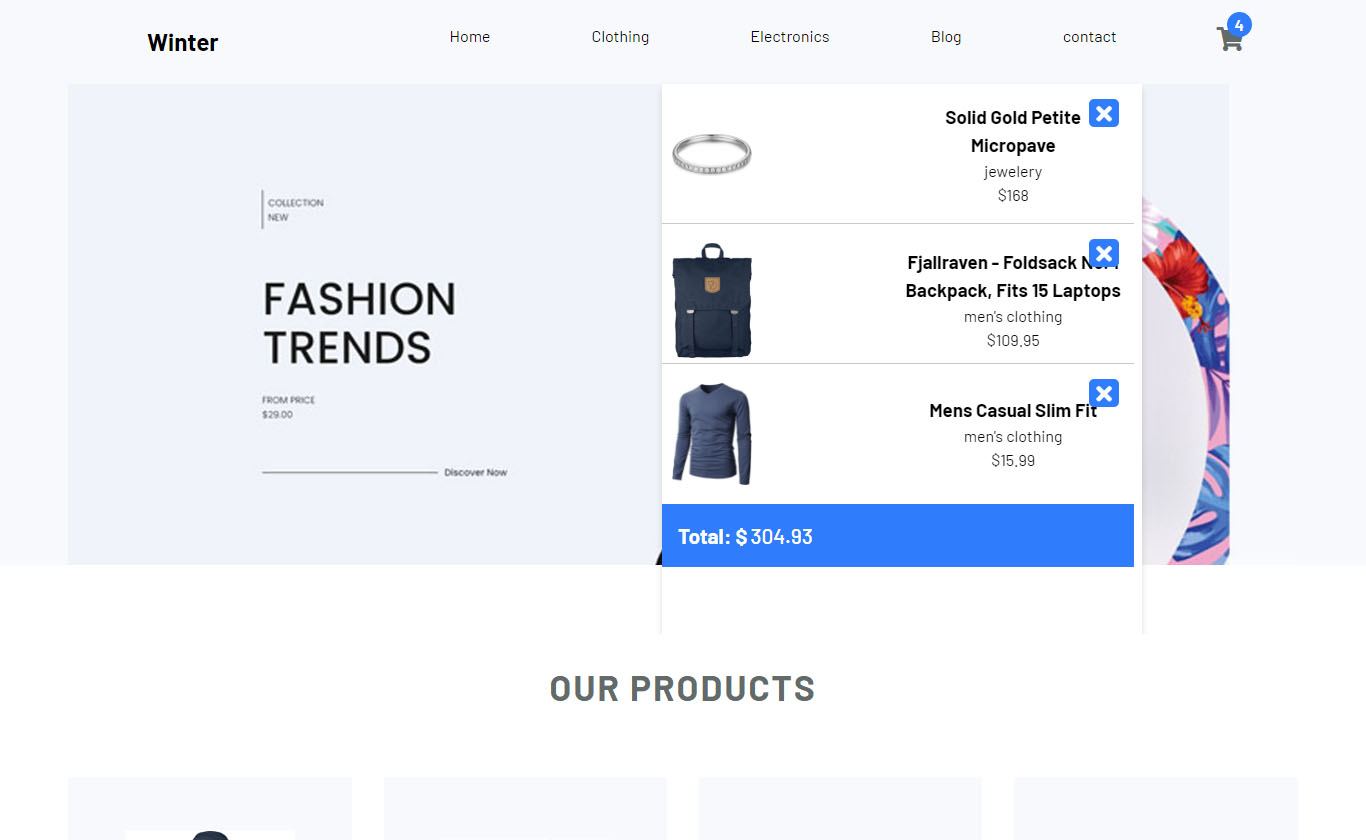 Winter
Home
Clothing
Electronics
Blog
contact
4
COLLECTION
NEW
FASHION
TRENDS
FROM PRICE
$29.00
Discover Now
Solid Gold Petite
Micropave
jewelery
$168
Fjallraven - Foldsack
Backpack, Fits 15 Laptops
men's clothing
$109.95
Mens Casual Slim Fit
men's clothing
$15.99
Total: $ 304.93
OUR PRODUCTS